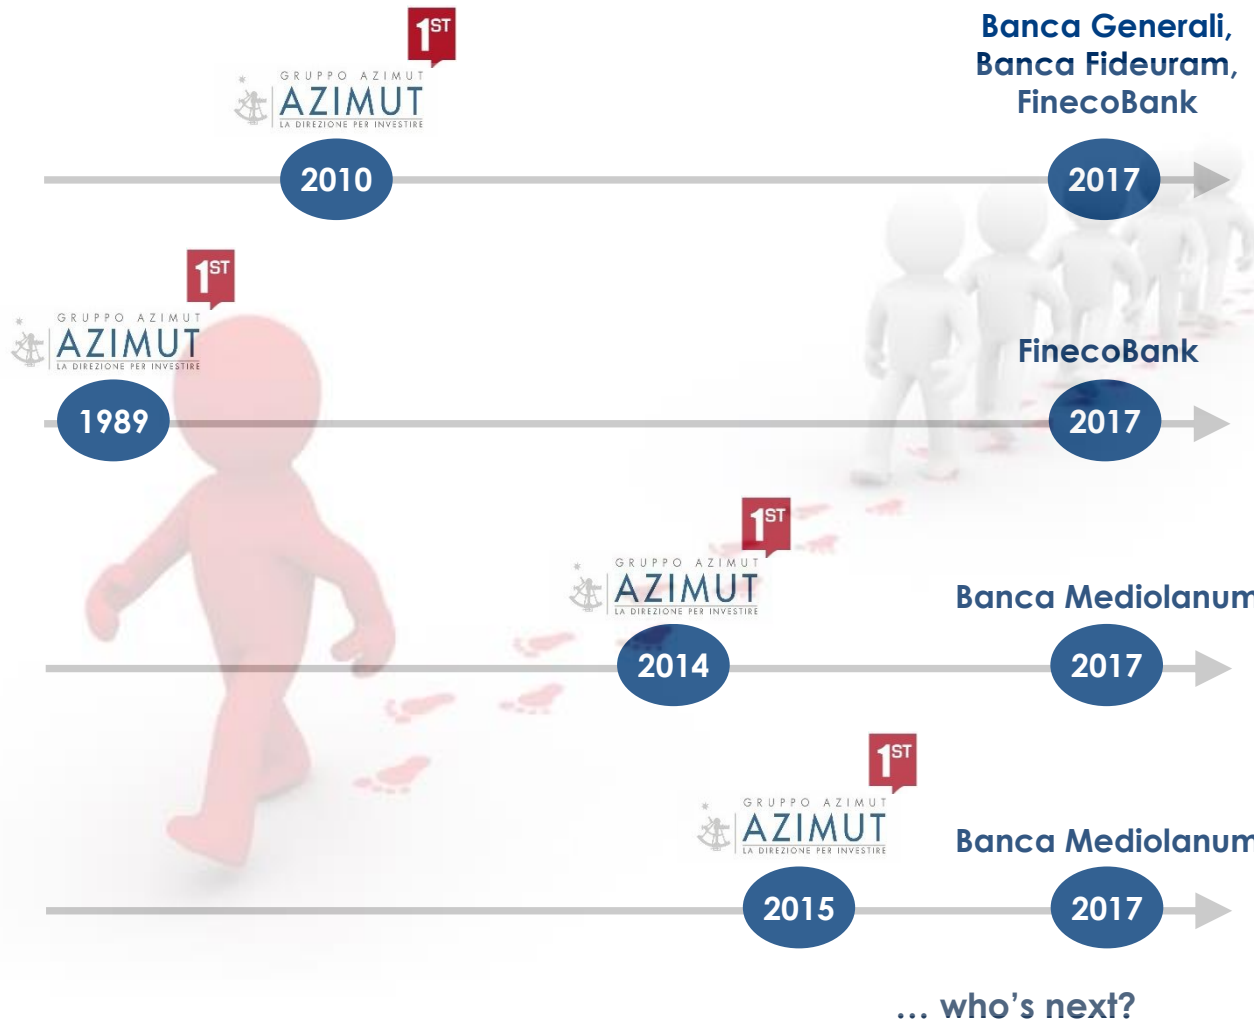 1ST
GRUPPO AZIMUT
AZIMUT
LA DIREZIONE PER INVESTIRE
Banca Generali,
Banca Fideuram,
FinecoBank
2010
2017
1ST
GRUPPO AZIMUT
AZIMUT
LA DIREZIONE PER INVESTIRE
FinecoBank
1989
2017
1ST
GRUPPO AZIMUT
AZIMUT
LA DIREZIONE PER INVESTIRE
Banca Mediolanum
2014
2017
1ST
GRUPPO AZIMUT
AZIMUT
LA DIREZIONE PER INVESTIRE
Banca Mediolanum
2015
2017
... who's next?